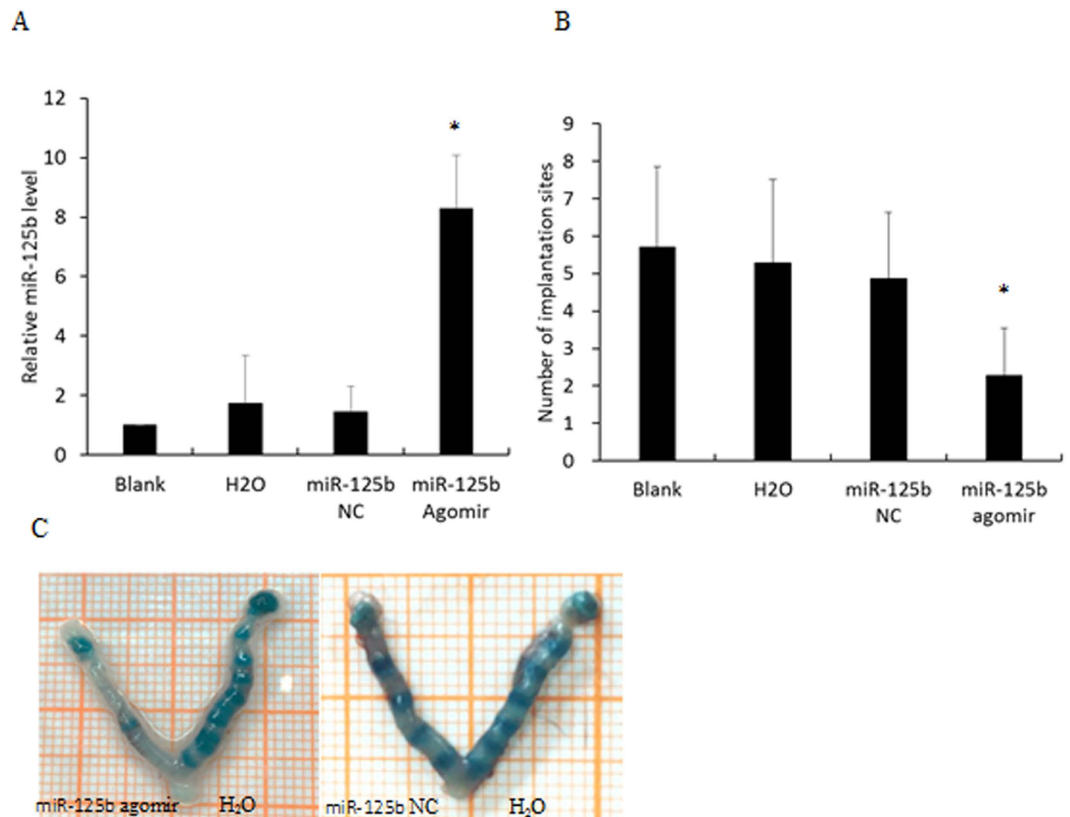 A
B
Relative miR-125b level
12
10
8
6
4
2
0
*
Blank
H2O
miR-125b
NC
miR-125b
Agomir
Number of implantation sites
9
8
7
6
5
4
3
2
1
0
*
Blank
H2O
miR-125b
NC
miR-125b
agomir
C
miR-125b agomir
H₂O
miR-125b NC
H₂O